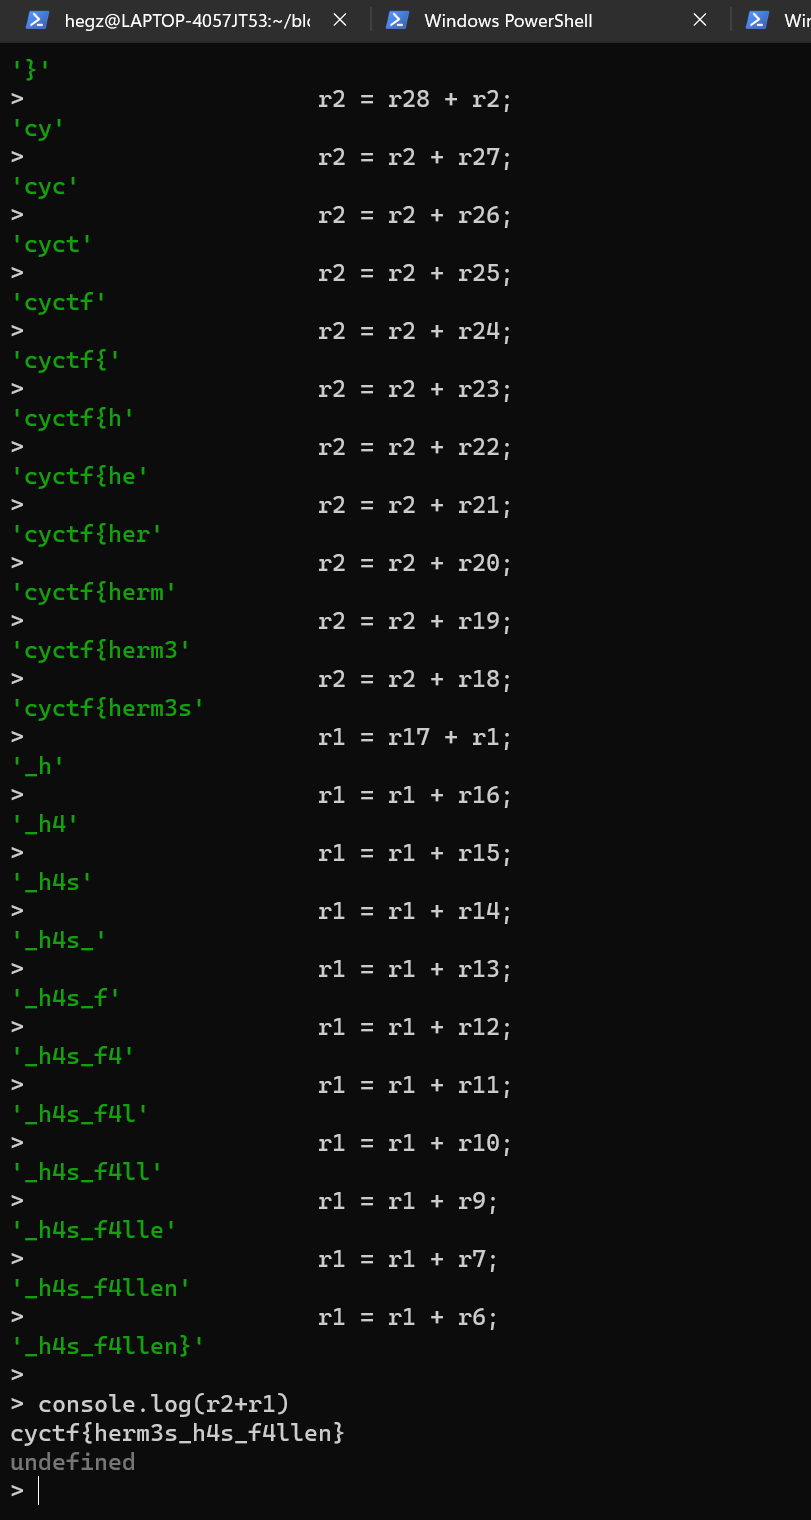 hegz@LAPTOP-4057JT53:~/blo
Windows PowerShell
Wir
'}'
> r2 = r28 + r2;
'cy'
> r2 = r2 + r27;
'cyc'
> r2 = r2 + r26;
'cyct'
> r2 = r2 + r25;
'cyctf'
> r2 = r2 + r24;
'cyctf{'
> r2 = r2 + r23;
'cyctf{h'
> r2 = r2 + r22;
'cyctf{he'
> r2 = r2 + r21;
'cyctf{her'
> r2 = r2 + r20;
'cyctf{herm'
> r2 = r2 + r19;
'cyctf{herm3'
> r2 = r2 + r18;
'cyctf{herm3s'
> r1 = r17 + r1;
'_h'
> r1 = r1 + r16;
'_h4'
> r1 = r1 + r15;
'_h4s'
> r1 = r1 + r14;
'_h4s_'
> r1 = r1 + r13;
'_h4s_f'
> r1 = r1 + r12;
'_h4s_f4'
> r1 = r1 + r11;
'_h4s_f4l'
> r1 = r1 + r10;
'_h4s_f4ll'
> r1 = r1 + r9;
'_h4s_f4lle'
> r1 = r1 + r7;
'_h4s_f4llen'
> r1 = r1 + r6;
'_h4s_f4llen}'
>
> console.log(r2+r1)
cyctf{herm3s_h4s_f4llen}
undefined
>